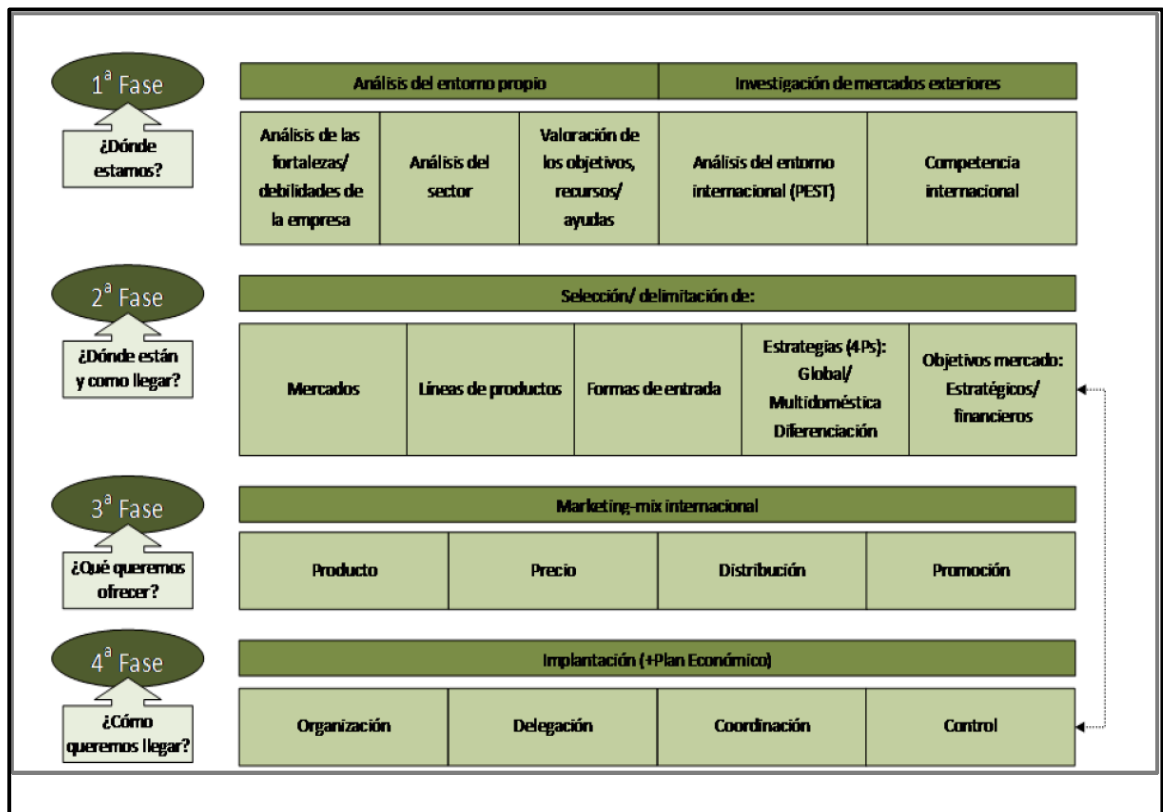 1ª Fase
¿Dónde
estamos?
Análisis del entorno propio
Investigación de mercados exteriores
Análisis de las
fortalezas/
debilidades de
la empresa
Análisis del
sector
Valoración de
los objetivos,
recursos/
ayudas
Análisis del entorno
internacional (PEST)
Competencia
internacional
2ª Fase
¿Dónde están
y como llegar?
Selección/ delimitación de:
Mercados
Líneas de productos
Formas de entrada
Estrategias (4Ps):
Global/
Multidoméstica
Diferenciación
Objetivos mercado:
Estratégicos/
financieros
3ª Fase
¿Qué queremos
ofrecer?
Marketing-mix internacional
Producto
Precio
Distribución
Promoción
4ª Fase
¿Cómo
queremos llegar?
Implantación (+Plan Económico)
Organización
Delegación
Coordinación
Control